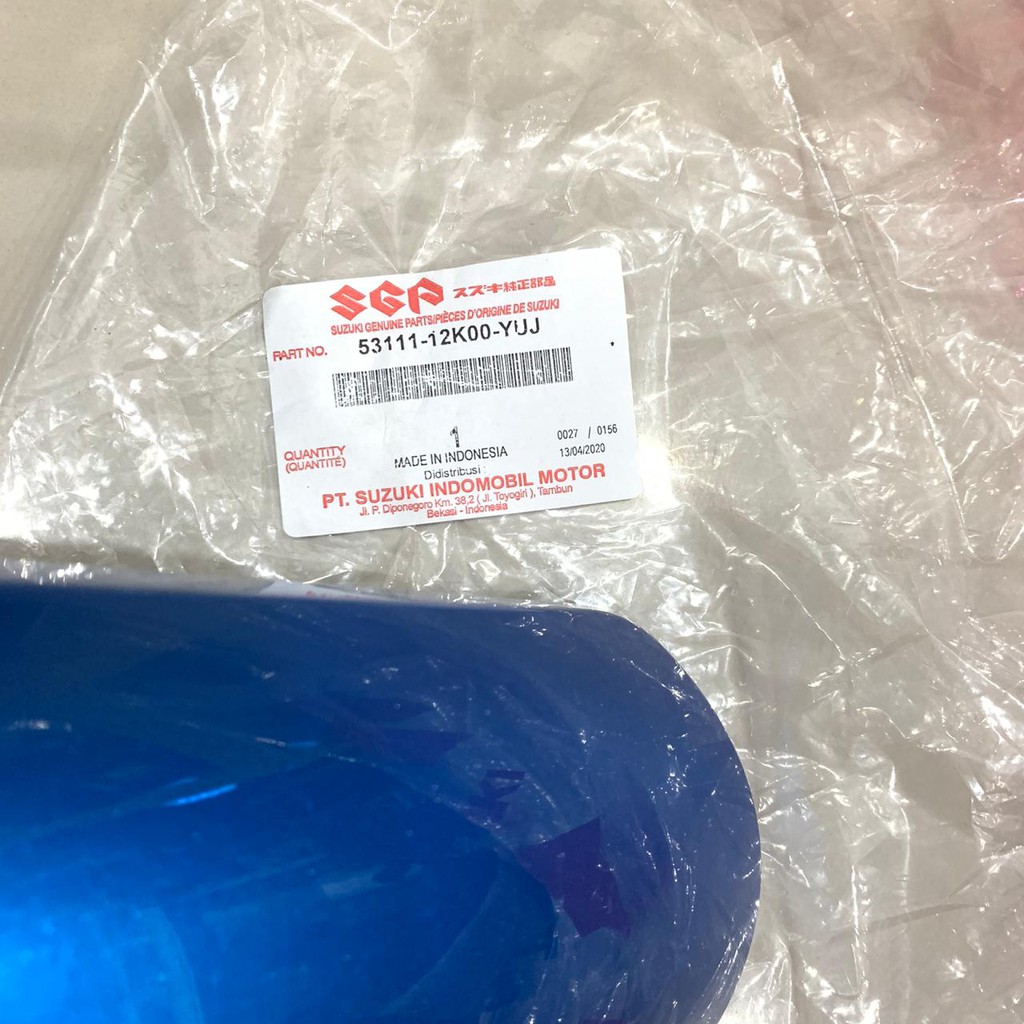 SGP スズキ純正部品
SUZUKI GENUINE PARTS/PIÈCES D'ORIGINE DE SUZUKI
PART NO. 53111-12K00-YUJ
QUANTITY
(QUANTITÉ)
1
0027 / 0156
MADE IN INDONESIA
13/04/2020
Didistribusi :
PT. SUZUKI INDOMOBIL MOTOR
Jl. P. Diponegoro Km. 38,2 ( Jl. Toyogiri ), Tambun
Bekasi - Indonesia